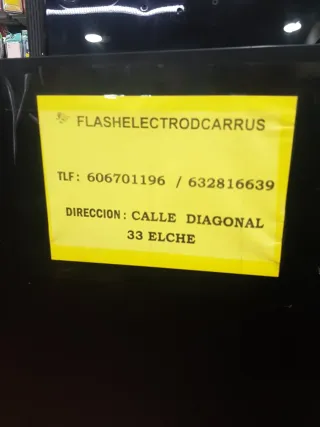 FLASHELECTRODCARRUS
TLF: 606701196 / 632816639
DIRECCION: CALLE DIAGONAL
33 ELCHE